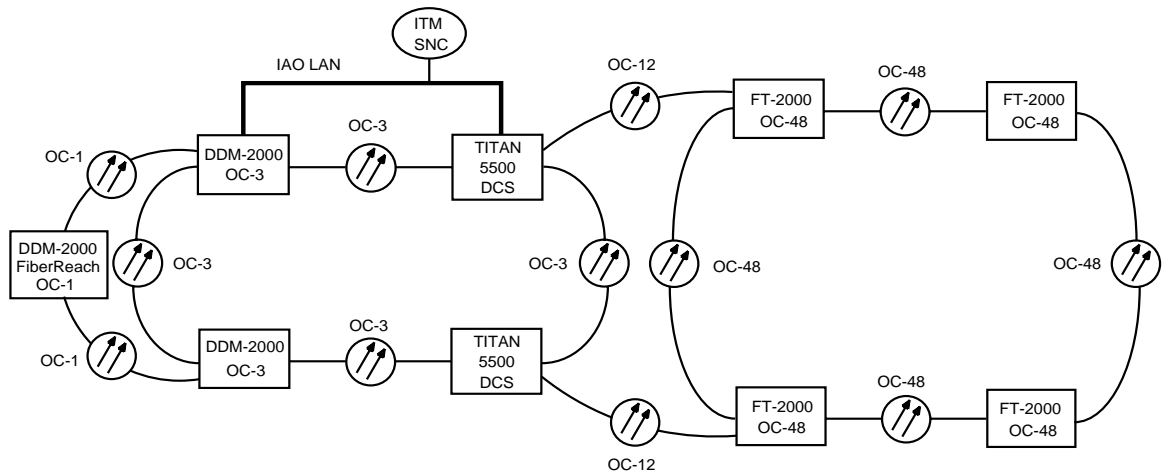 ITM
SNC
IAO LAN
OC-12
OC-48
FT-2000
OC-48
FT-2000
OC-48
OC-3
OC-1
DDM-2000
OC-3
TITAN
5500
DCS
DDM-2000
FiberReach
OC-1
OC-3
OC-3
OC-48
OC-48
OC-3
OC-1
DDM-2000
OC-3
TITAN
5500
DCS
OC-48
FT-2000
OC-48
FT-2000
OC-48
OC-12